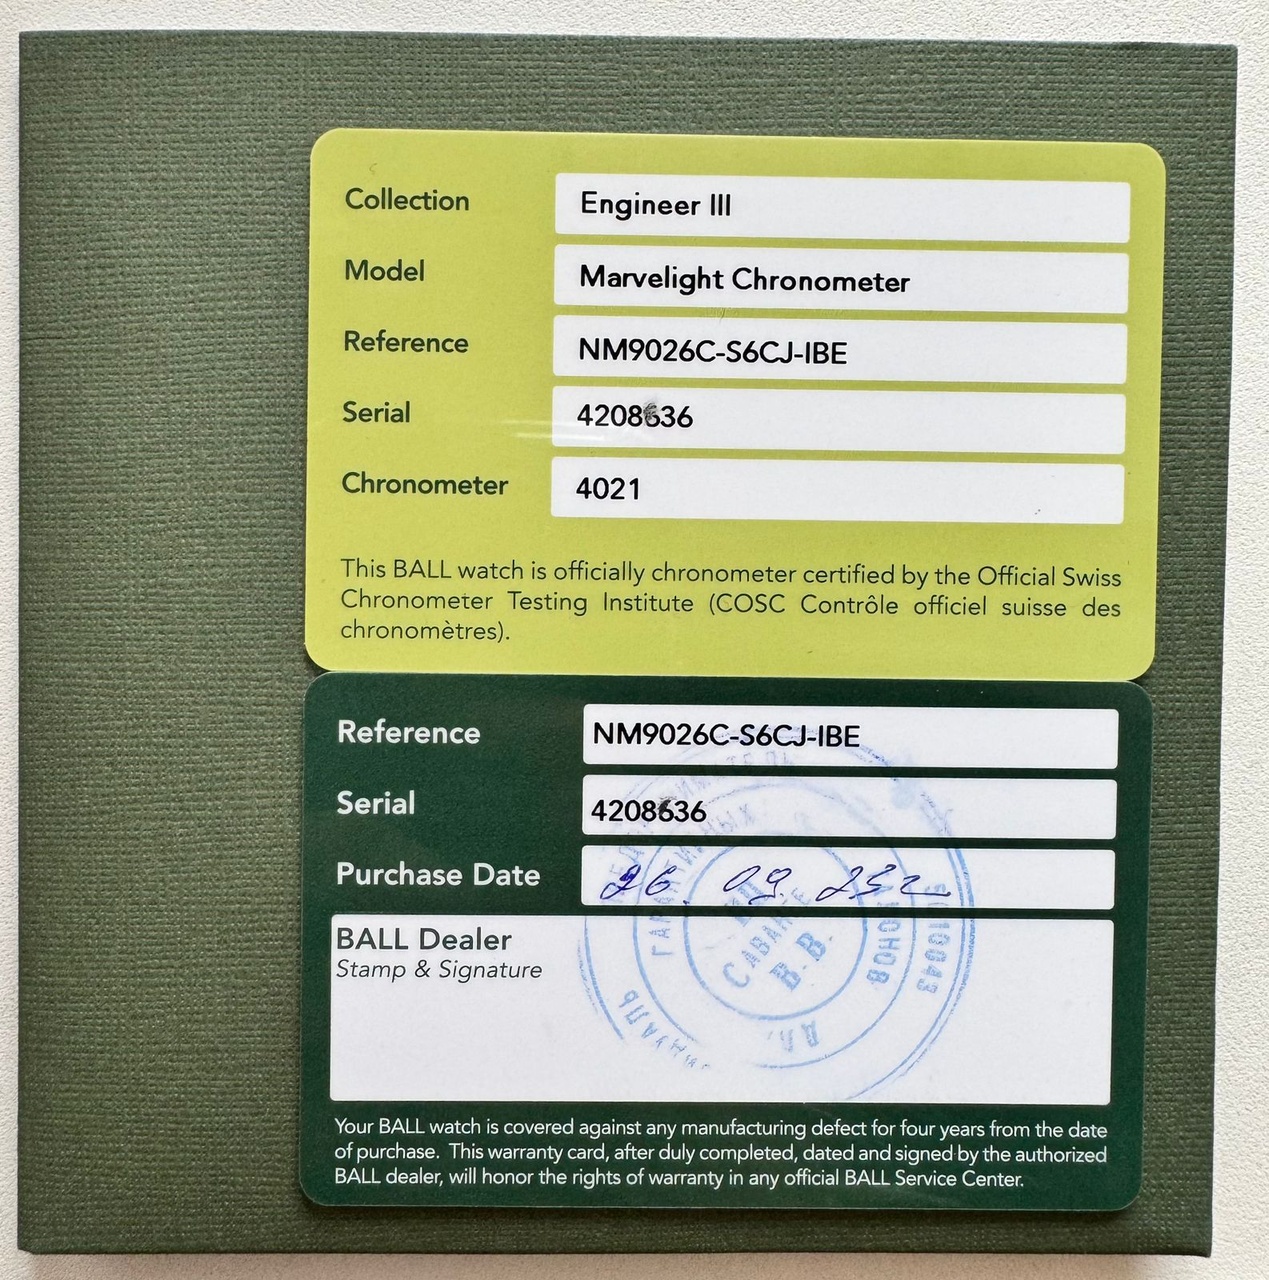 Collection Engineer III
Model Marvelight Chronometer
Reference NM9026C-S6CJ-IBE
Serial 4208636
Chronometer 4021
This BALL watch is officially chronometer certified by the Official Swiss
Chronometer Testing Institute (COSC Contrôle officiel suisse des
chronomètres).
Reference NM9026C-S6CJ-IBE
Serial 4208636
Purchase Date 26. 09. 23г
BALL Dealer
Stamp & Signature
В.В.
Your BALL watch is covered against any manufacturing defect for four years from the date
of purchase. This warranty card, after duly completed, dated and signed by the authorized
BALL dealer, will honor the rights of warranty in any official BALL Service Center.